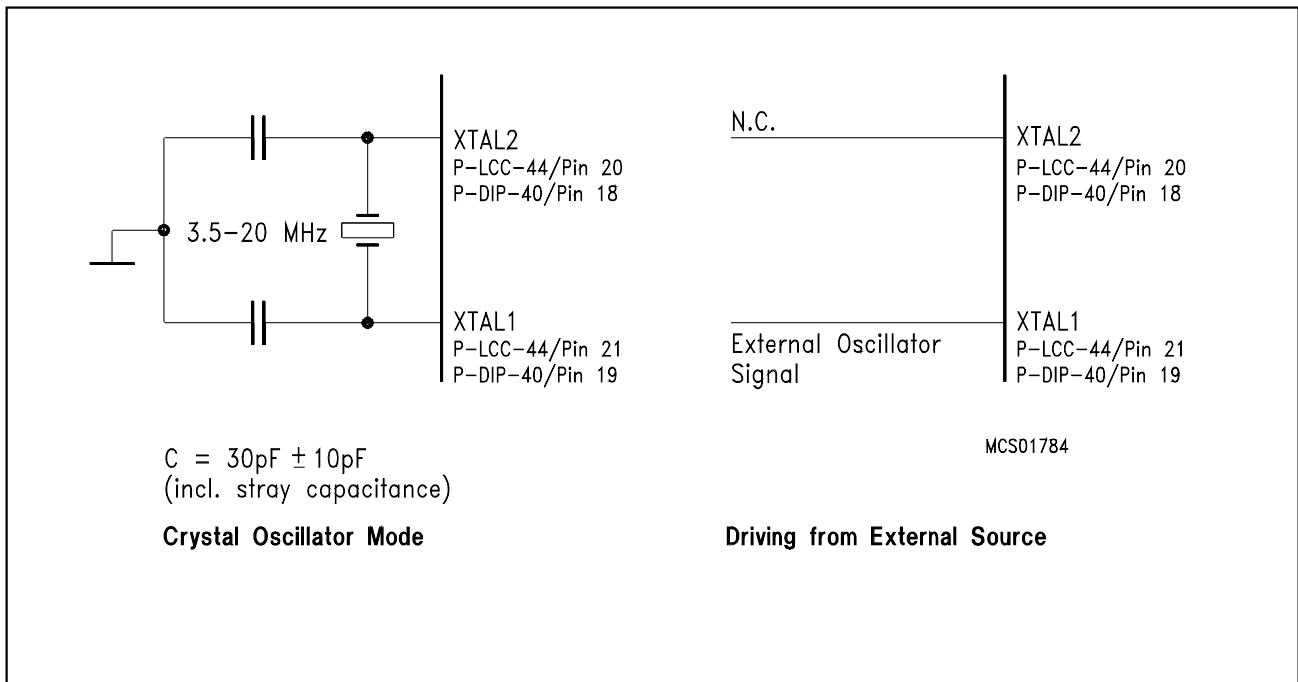 XTAL2
P-LCC-44/Pin 20
P-DIP-40/Pin 18
3.5-20 MHz
XTAL1
P-LCC-44/Pin 21
P-DIP-40/Pin 19
C = 30pF ± 10pF
(incl. stray capacitance)
Crystal Oscillator Mode
N.C.
XTAL2
P-LCC-44/Pin 20
P-DIP-40/Pin 18
External Oscillator
Signal
XTAL1
P-LCC-44/Pin 21
P-DIP-40/Pin 19
MCS01784
Driving from External Source